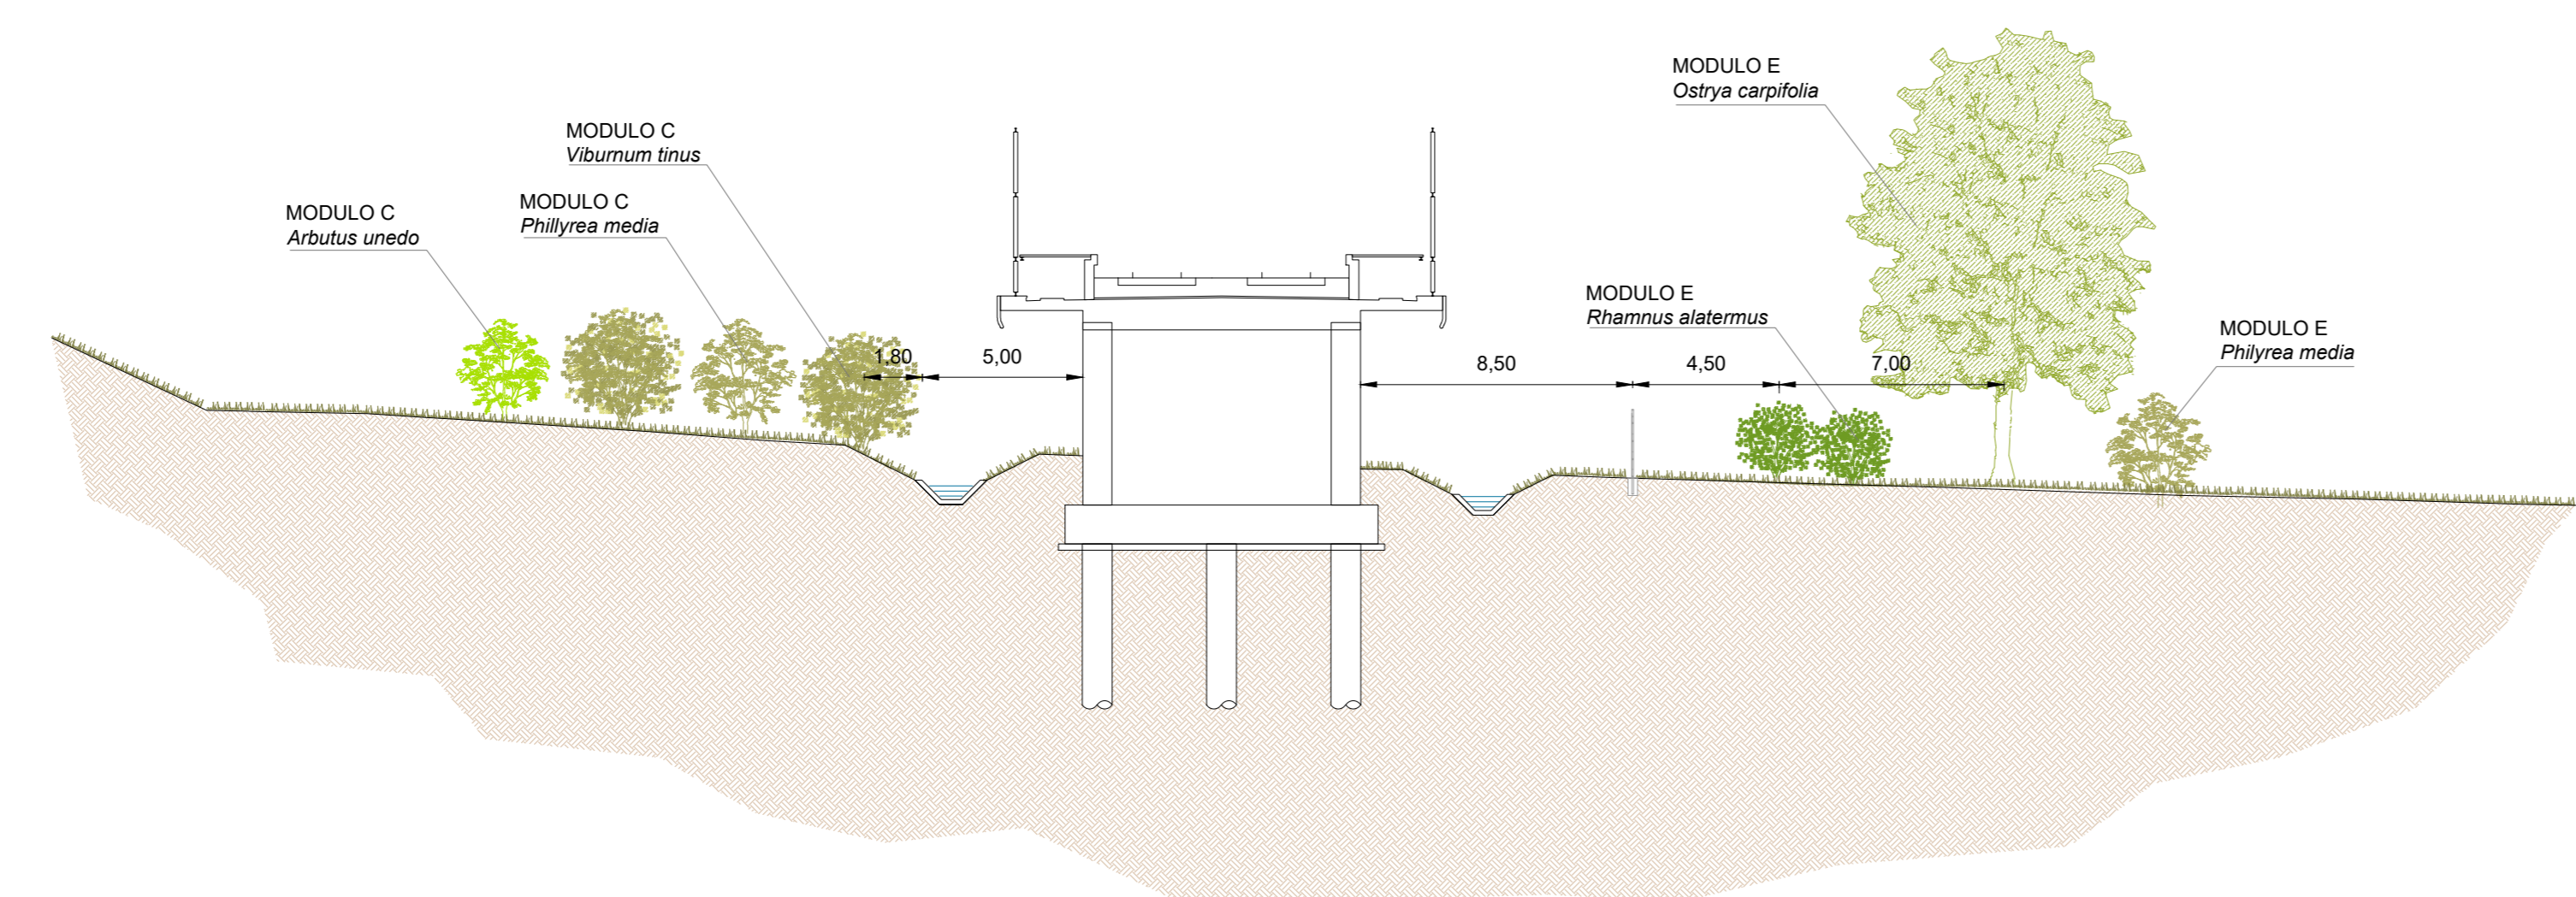 MODULO E
Ostrya carpifolia
MODULO C
Viburnum tinus
MODULO C
Phillyrea media
MODULO C
Arbutus unedo
MODULO E
Rhamnus alatermus
MODULO E
Philyrea media
1,80
5,00
8,50
4,50
7,00